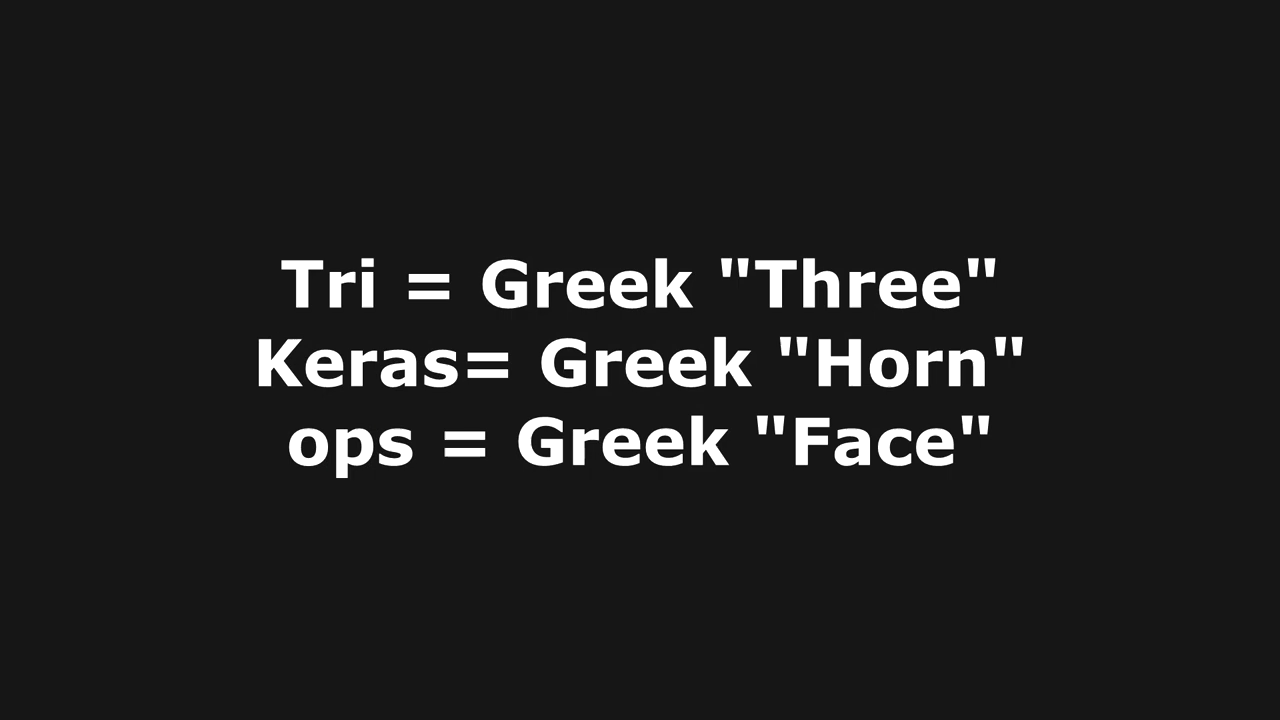 Tri = Greek "Three"
Keras= Greek "Horn"
ops = Greek "Face"